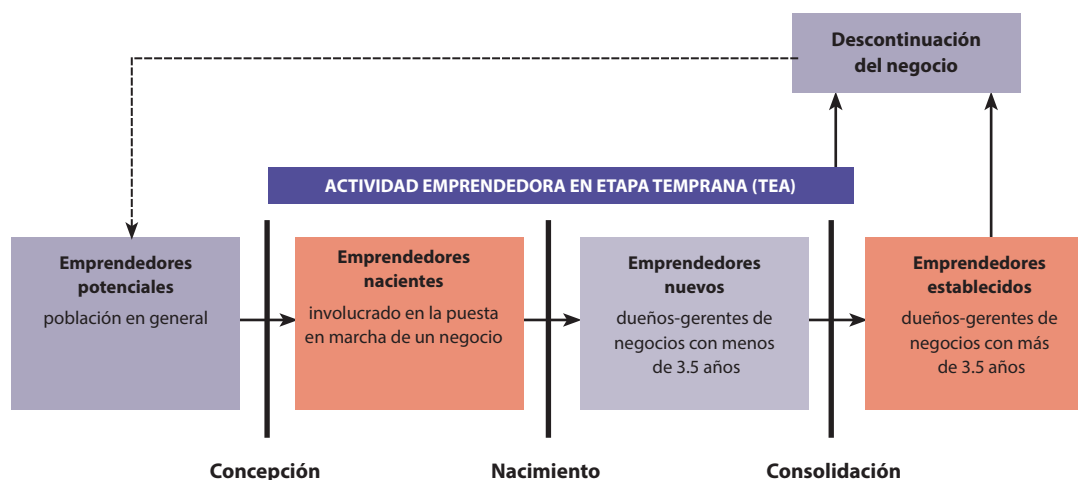 Descontinuación
del negocio
ACTIVIDAD EMPRENDEDORA EN ETAPA TEMPRANA (TEA)
Emprendedores
potenciales
población en general
Emprendedores
nacientes
involucrado en la puesta
en marcha de un negocio
Emprendedores
nuevos
dueños-gerentes de
negocios con menos
de 3.5 años
Emprendedores
establecidos
dueños-gerentes de
negocios con más
de 3.5 años
Concepción
Nacimiento
Consolidación